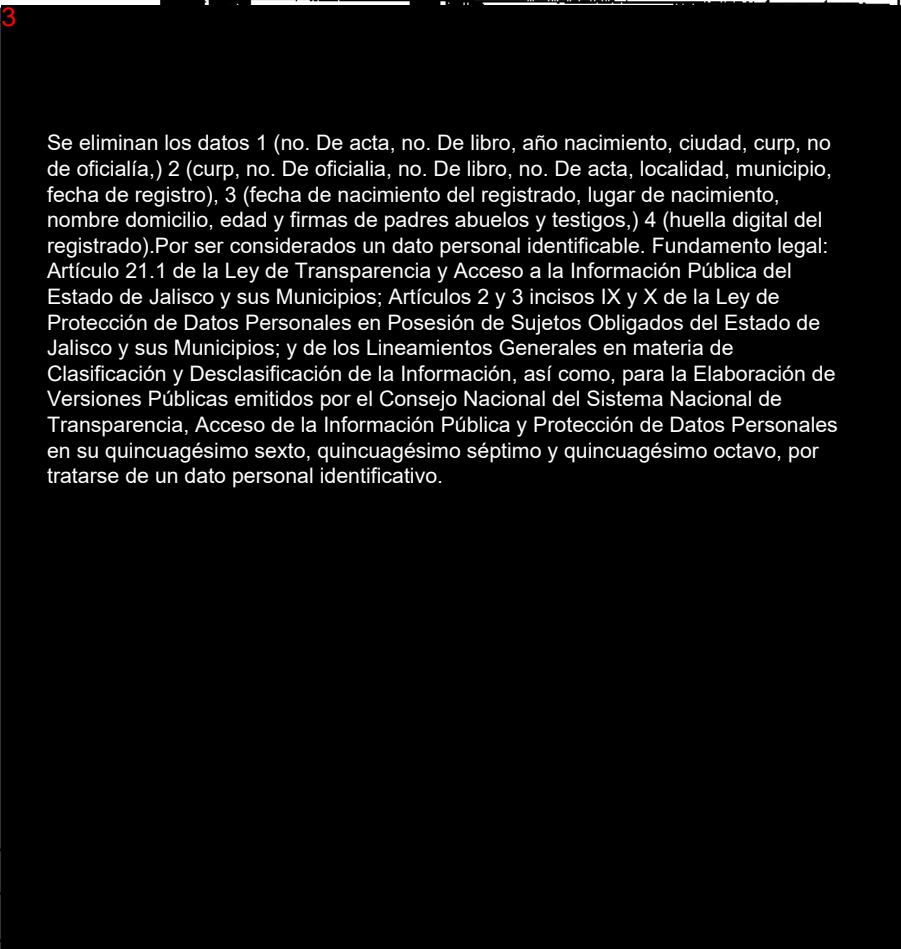 3
Se eliminan los datos 1 (no. De acta, no. De libro, año nacimiento, ciudad, curp, no
de oficialía,) 2 (curp, no. De oficialia, no. De libro, no. De acta, localidad, municipio,
fecha de registro), 3 (fecha de nacimiento del registrado, lugar de nacimiento,
nombre domicilio, edad y firmas de padres abuelos y testigos,) 4 (huella digital del
registrado).Por ser considerados un dato personal identificable. Fundamento legal:
Artículo 21.1 de la Ley de Transparencia y Acceso a la Información Pública del
Estado de Jalisco y sus Municipios; Artículos 2 y 3 incisos IX y X de la Ley de
Protección de Datos Personales en Posesión de Sujetos Obligados del Estado de
Jalisco y sus Municipios; y de los Lineamientos Generales en materia de
Clasificación y Desclasificación de la Información, así como, para la Elaboración de
Versiones Públicas emitidos por el Consejo Nacional del Sistema Nacional de
Transparencia, Acceso de la Información Pública y Protección de Datos Personales
en su quincuagésimo sexto, quincuagésimo séptimo y quincuagésimo octavo, por
tratarse de un dato personal identificativo.